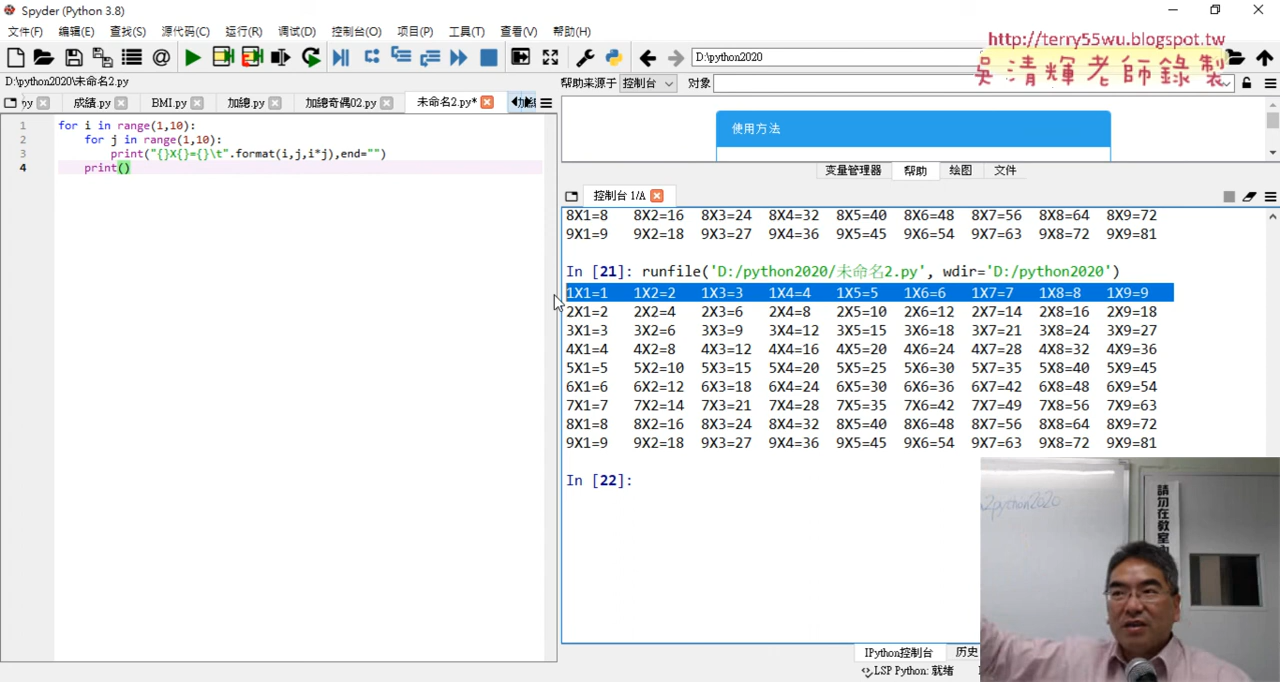 Spyder (Python 3.8)
文件(F) 编辑(E) 查找(S) 源代码(C) 运行(R) 调试(D) 控制台(O) 项目(P) 工具(T) 查看(V) 帮助(H)
http://terry55wu.blogspot.tw
吳清輝老師錄製
D:\python2020
D:\python2020\未命名2.py
帮助来源于 控制台 对象
成績.py BMI.py 加總.py 加總奇偶02.py 未命名2.py*
使用方法
1 for i in range(1,10):
2 for j in range(1,10):
3 print("{}X{}={}\t".format(i,j,i*j),end="")
4 print()
变量管理器 帮助 绘图 文件
控制台 1/A
8X1=8 8X2=16 8X3=24 8X4=32 8X5=40 8X6=48 8X7=56 8X8=64 8X9=72
9X1=9 9X2=18 9X3=27 9X4=36 9X5=45 9X6=54 9X7=63 9X8=72 9X9=81
In [21]: runfile('D:/python2020/未命名2.py', wdir='D:/python2020')
1X1=1 1X2=2 1X3=3 1X4=4 1X5=5 1X6=6 1X7=7 1X8=8 1X9=9
2X1=2 2X2=4 2X3=6 2X4=8 2X5=10 2X6=12 2X7=14 2X8=16 2X9=18
3X1=3 3X2=6 3X3=9 3X4=12 3X5=15 3X6=18 3X7=21 3X8=24 3X9=27
4X1=4 4X2=8 4X3=12 4X4=16 4X5=20 4X6=24 4X7=28 4X8=32 4X9=36
5X1=5 5X2=10 5X3=15 5X4=20 5X5=25 5X6=30 5X7=35 5X8=40 5X9=45
6X1=6 6X2=12 6X3=18 6X4=24 6X5=30 6X6=36 6X7=42 6X8=48 6X9=54
7X1=7 7X2=14 7X3=21 7X4=28 7X5=35 7X6=42 7X7=49 7X8=56 7X9=63
8X1=8 8X2=16 8X3=24 8X4=32 8X5=40 8X6=48 8X7=56 8X8=64 8X9=72
9X1=9 9X2=18 9X3=27 9X4=36 9X5=45 9X6=54 9X7=63 9X8=72 9X9=81
In [22]:
請勿在教室內
2python2020
IPython控制台 历史
LSP Python: 就绪